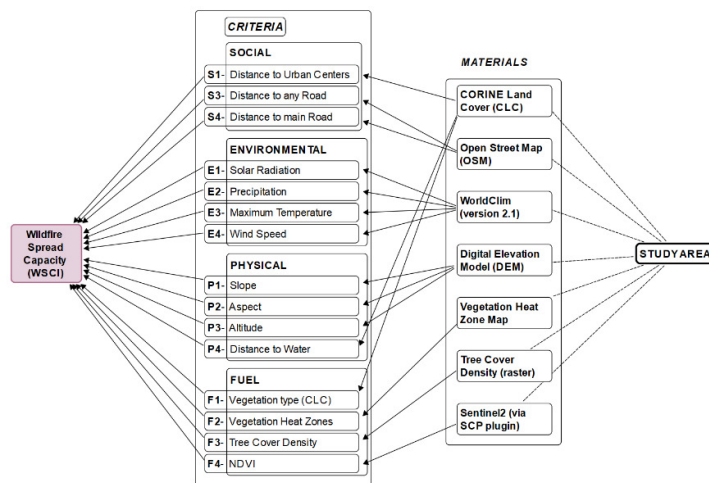 CRITERIA
SOCIAL
S1- Distance to Urban Centers
S3- Distance to any Road
S4- Distance to main Road
ENVIRONMENTAL
E1- Solar Radiation
E2- Precipitation
E3- Maximum Temperature
E4- Wind Speed
PHYSICAL
P1- Slope
P2- Aspect
P3- Altitude
P4- Distance to Water
FUEL
F1- Vegetation type (CLC)
F2- Vegetation Heat Zones
F3- Tree Cover Density
F4- NDVI
Wildfire
Spread
Capacity
(WSCI)
MATERIALS
CORINE Land
Cover (CLC)
Open Street Map
(OSM)
WorldClim
(version 2.1)
Digital Elevation
Model (DEM)
Vegetation Heat
Zone Map
Tree Cover
Density (raster)
Sentinel2 (via
SCP plugin)
STUDY AREA